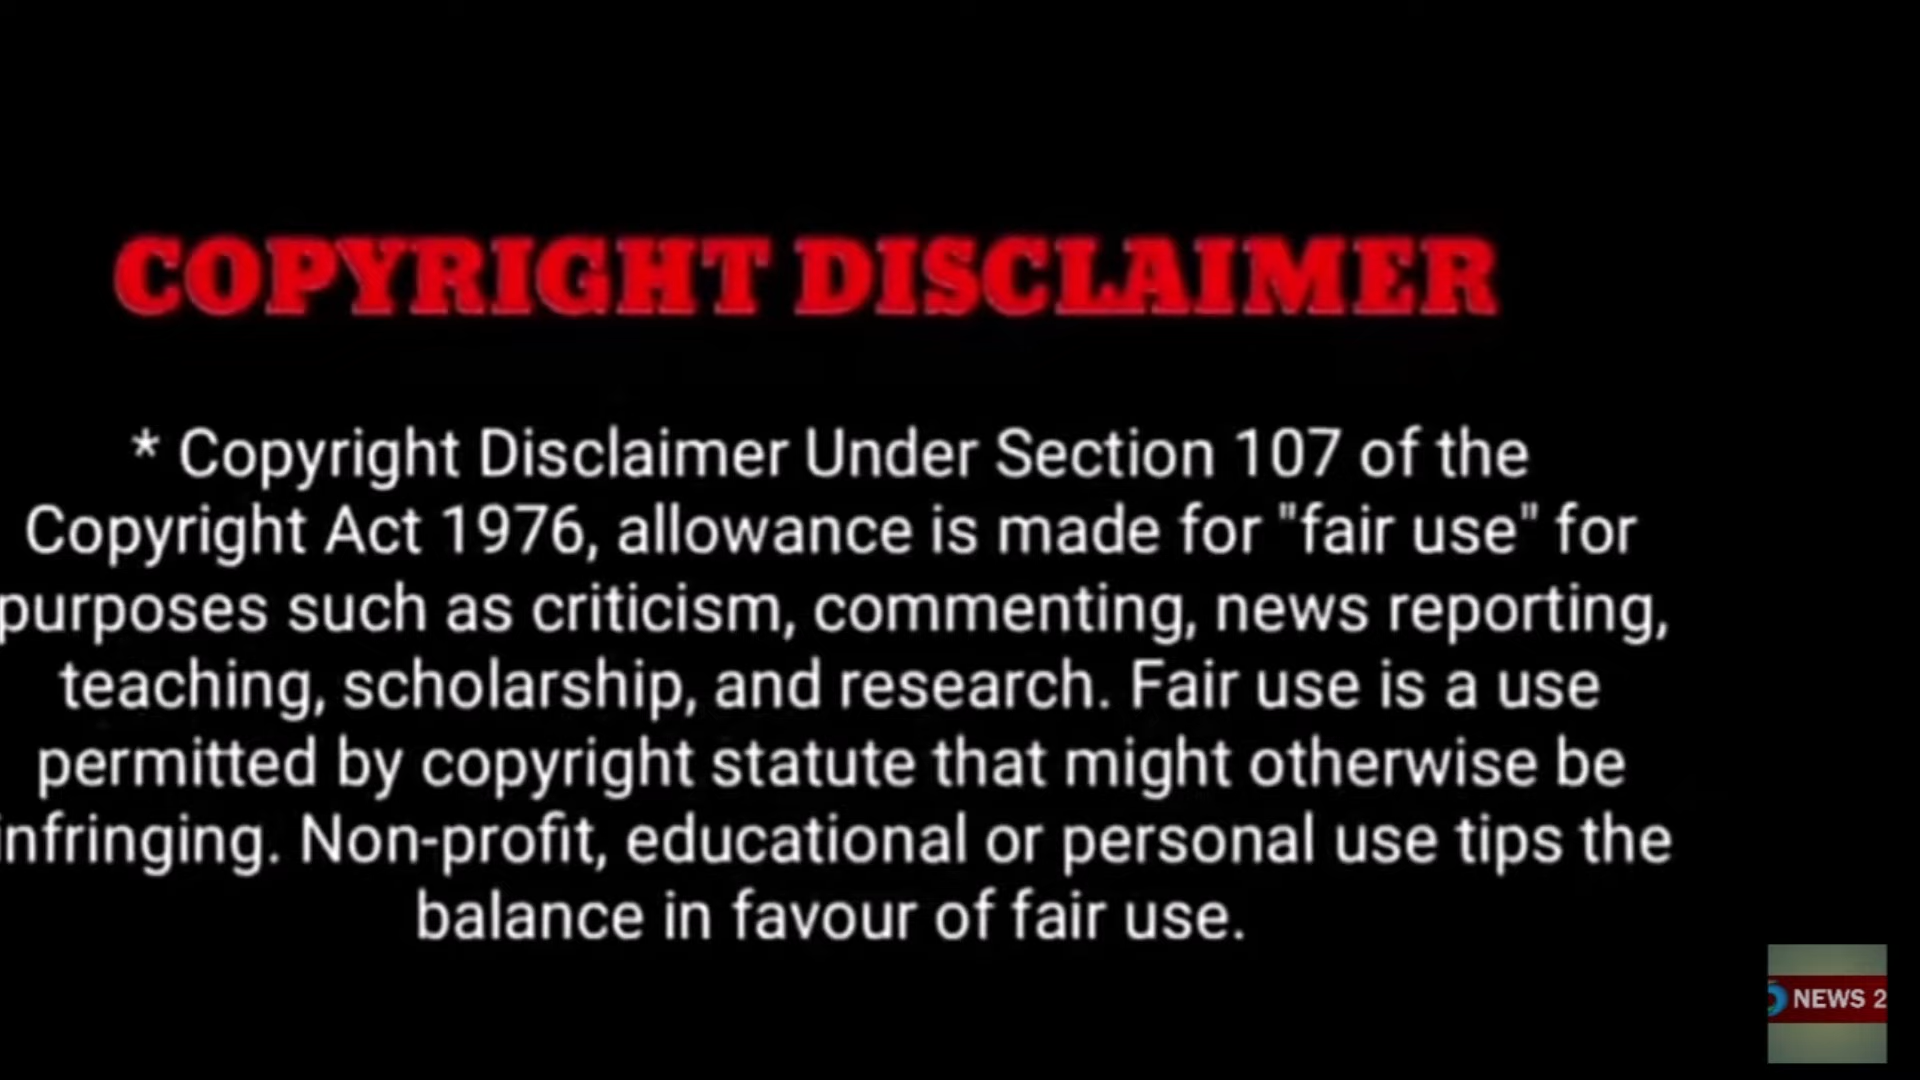 COPYRIGHT DISCLAIMER
* Copyright Disclaimer Under Section 107 of the
Copyright Act 1976, allowance is made for "fair use" for
purposes such as criticism, commenting, news reporting,
teaching, scholarship, and research. Fair use is a use
permitted by copyright statute that might otherwise be
infringing. Non-profit, educational or personal use tips the
balance in favour of fair use.
NEWS 2